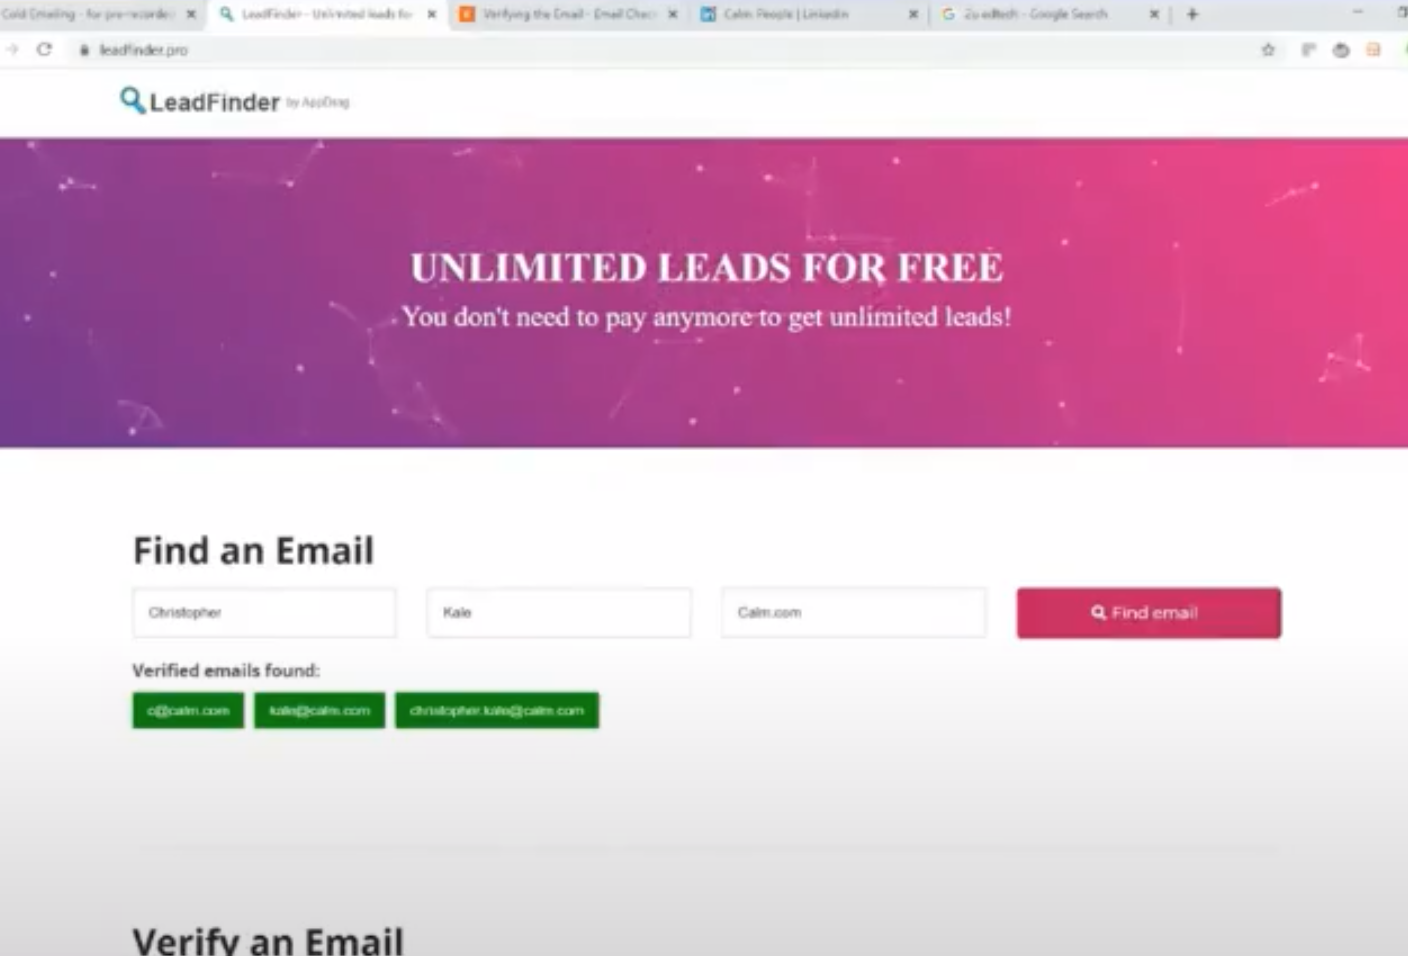 Cold Emailing - for pre-recorde
LeadFinder - Unlimited leads for
Verifying the Email - Email Chec
Calm: People | LinkedIn
2u edtech - Google Search
leadfinder.pro
LeadFinder by AppDrag
UNLIMITED LEADS FOR FREE
You don't need to pay anymore to get unlimited leads!
Find an Email
Christopher
Kale
Calm.com
Find email
Verified emails found:
c@calm.com
kale@calm.com
christopher.kale@calm.com
Verify an Email